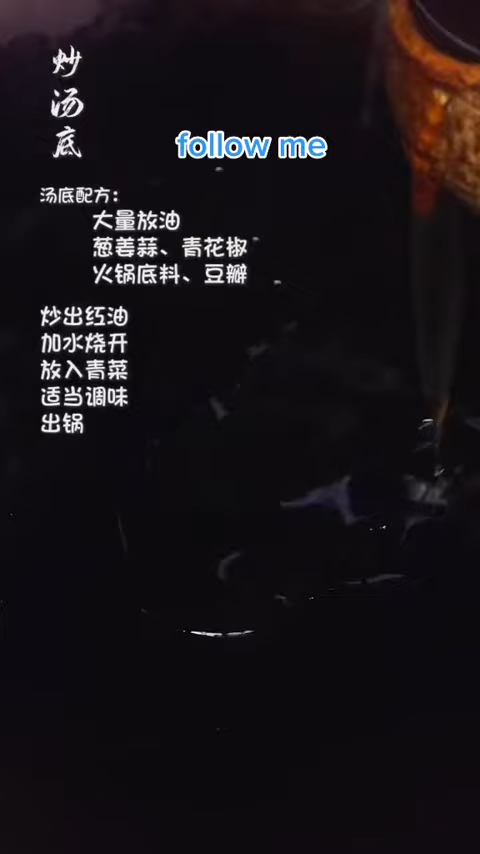 炒汤底
follow me
汤底配方：
大量放油
葱姜蒜、青花椒
火锅底料、豆瓣
炒出红油
加水烧开
放入青菜
适当调味
出锅